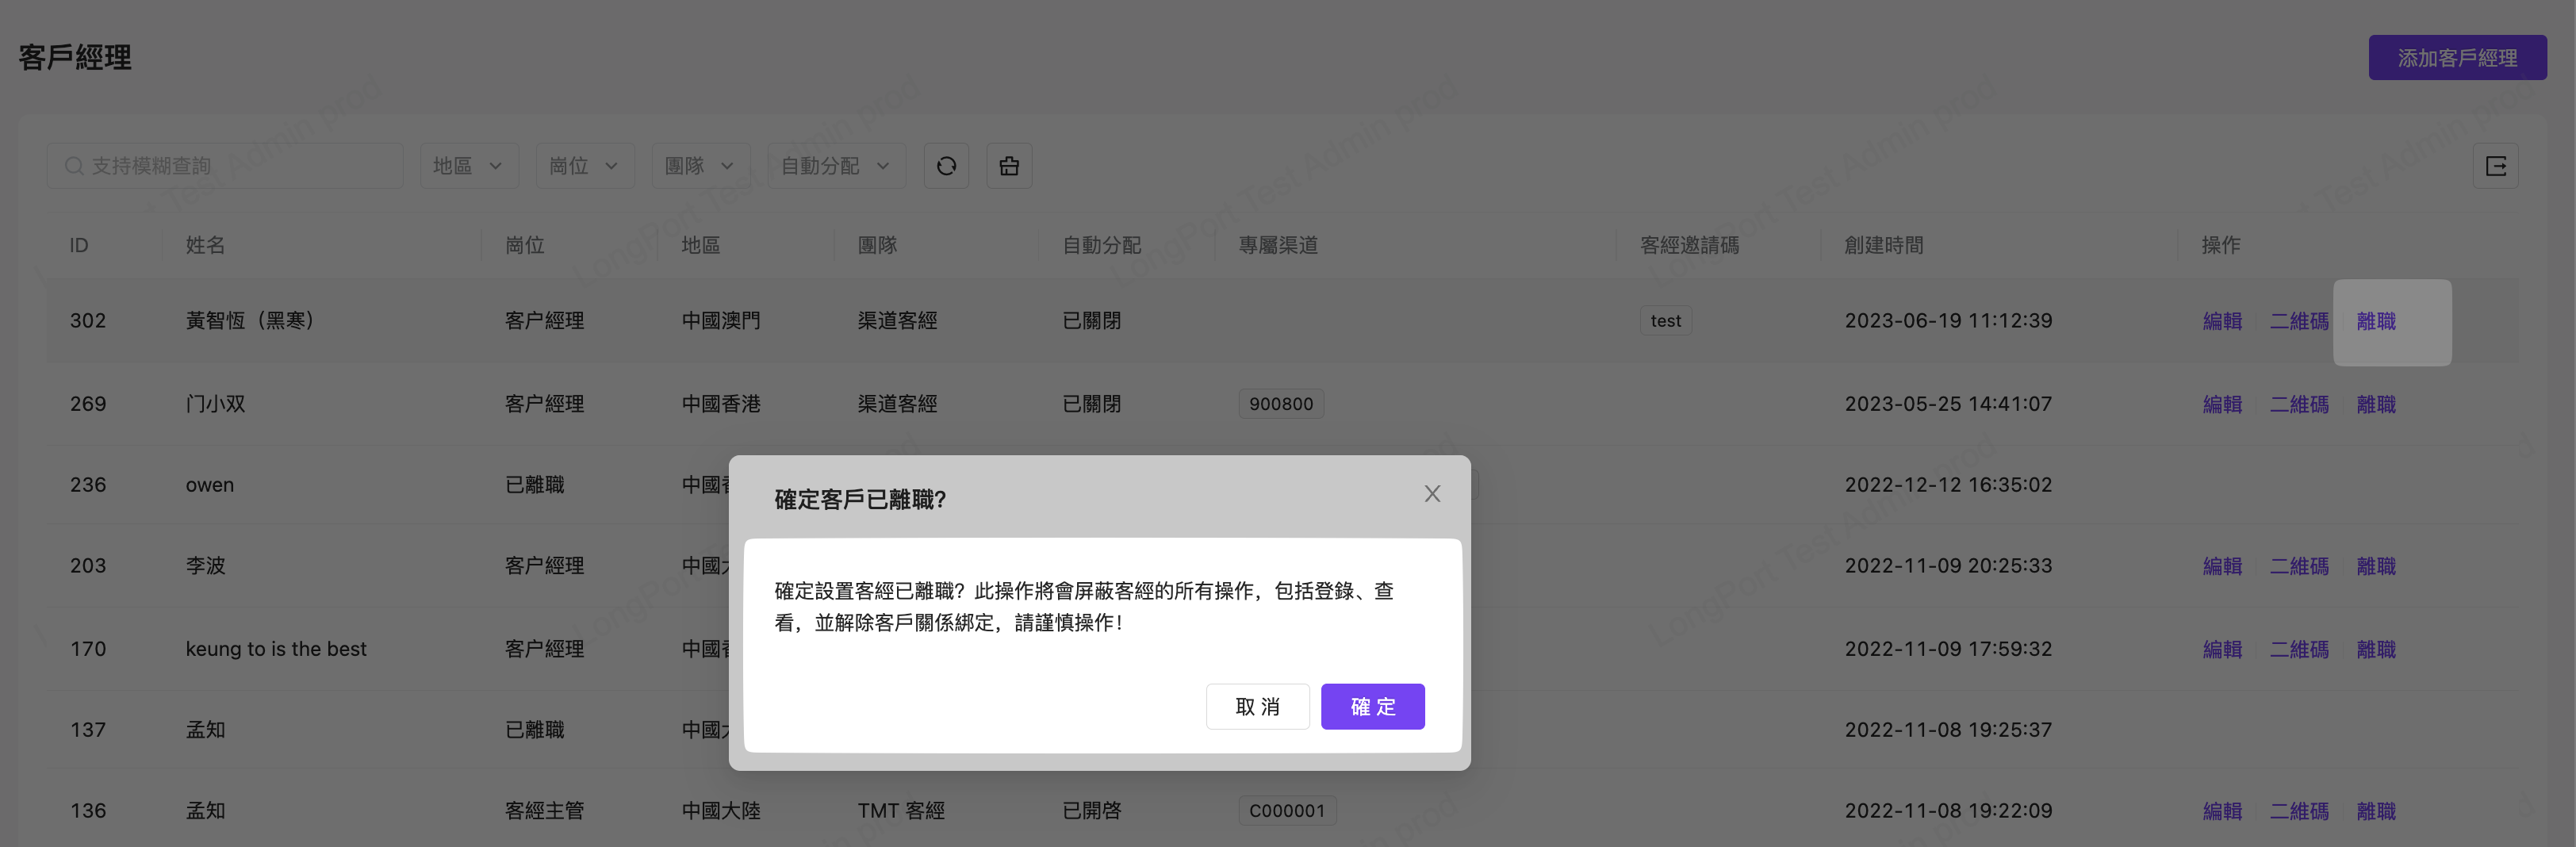 客戶經理
添加客戶經理
支持模糊查詢 地區 崗位 團隊 自動分配
ID 姓名 崗位 地區 團隊 自動分配 專屬渠道 客經邀請碼 創建時間 操作
302 黃智恆（黑寒） 客户經理 中國澳門 渠道客經 已關閉 test 2023-06-19 11:12:39 編輯 二維碼 離職
269 门小双 客户經理 中國香港 渠道客經 已關閉 900800 2023-05-25 14:41:07 編輯 二維碼 離職
236 owen 已離職 中國 2022-12-12 16:35:02
203 李波 客户經理 中國 2022-11-09 20:25:33 編輯 二維碼 離職
170 keung to is the best 客户經理 中國 2022-11-09 17:59:32 編輯 二維碼 離職
137 孟知 已離職 中國 2022-11-08 19:25:37
136 孟知 客經主管 中國大陸 TMT 客經 已開啓 C000001 2022-11-08 19:22:09 編輯 二維碼 離職
確定客戶已離職?
確定設置客經已離職？此操作將會屏蔽客經的所有操作，包括登錄、查
看，並解除客戶關係綁定，請謹慎操作！
取 消 確 定
LongPort Test Admin prod